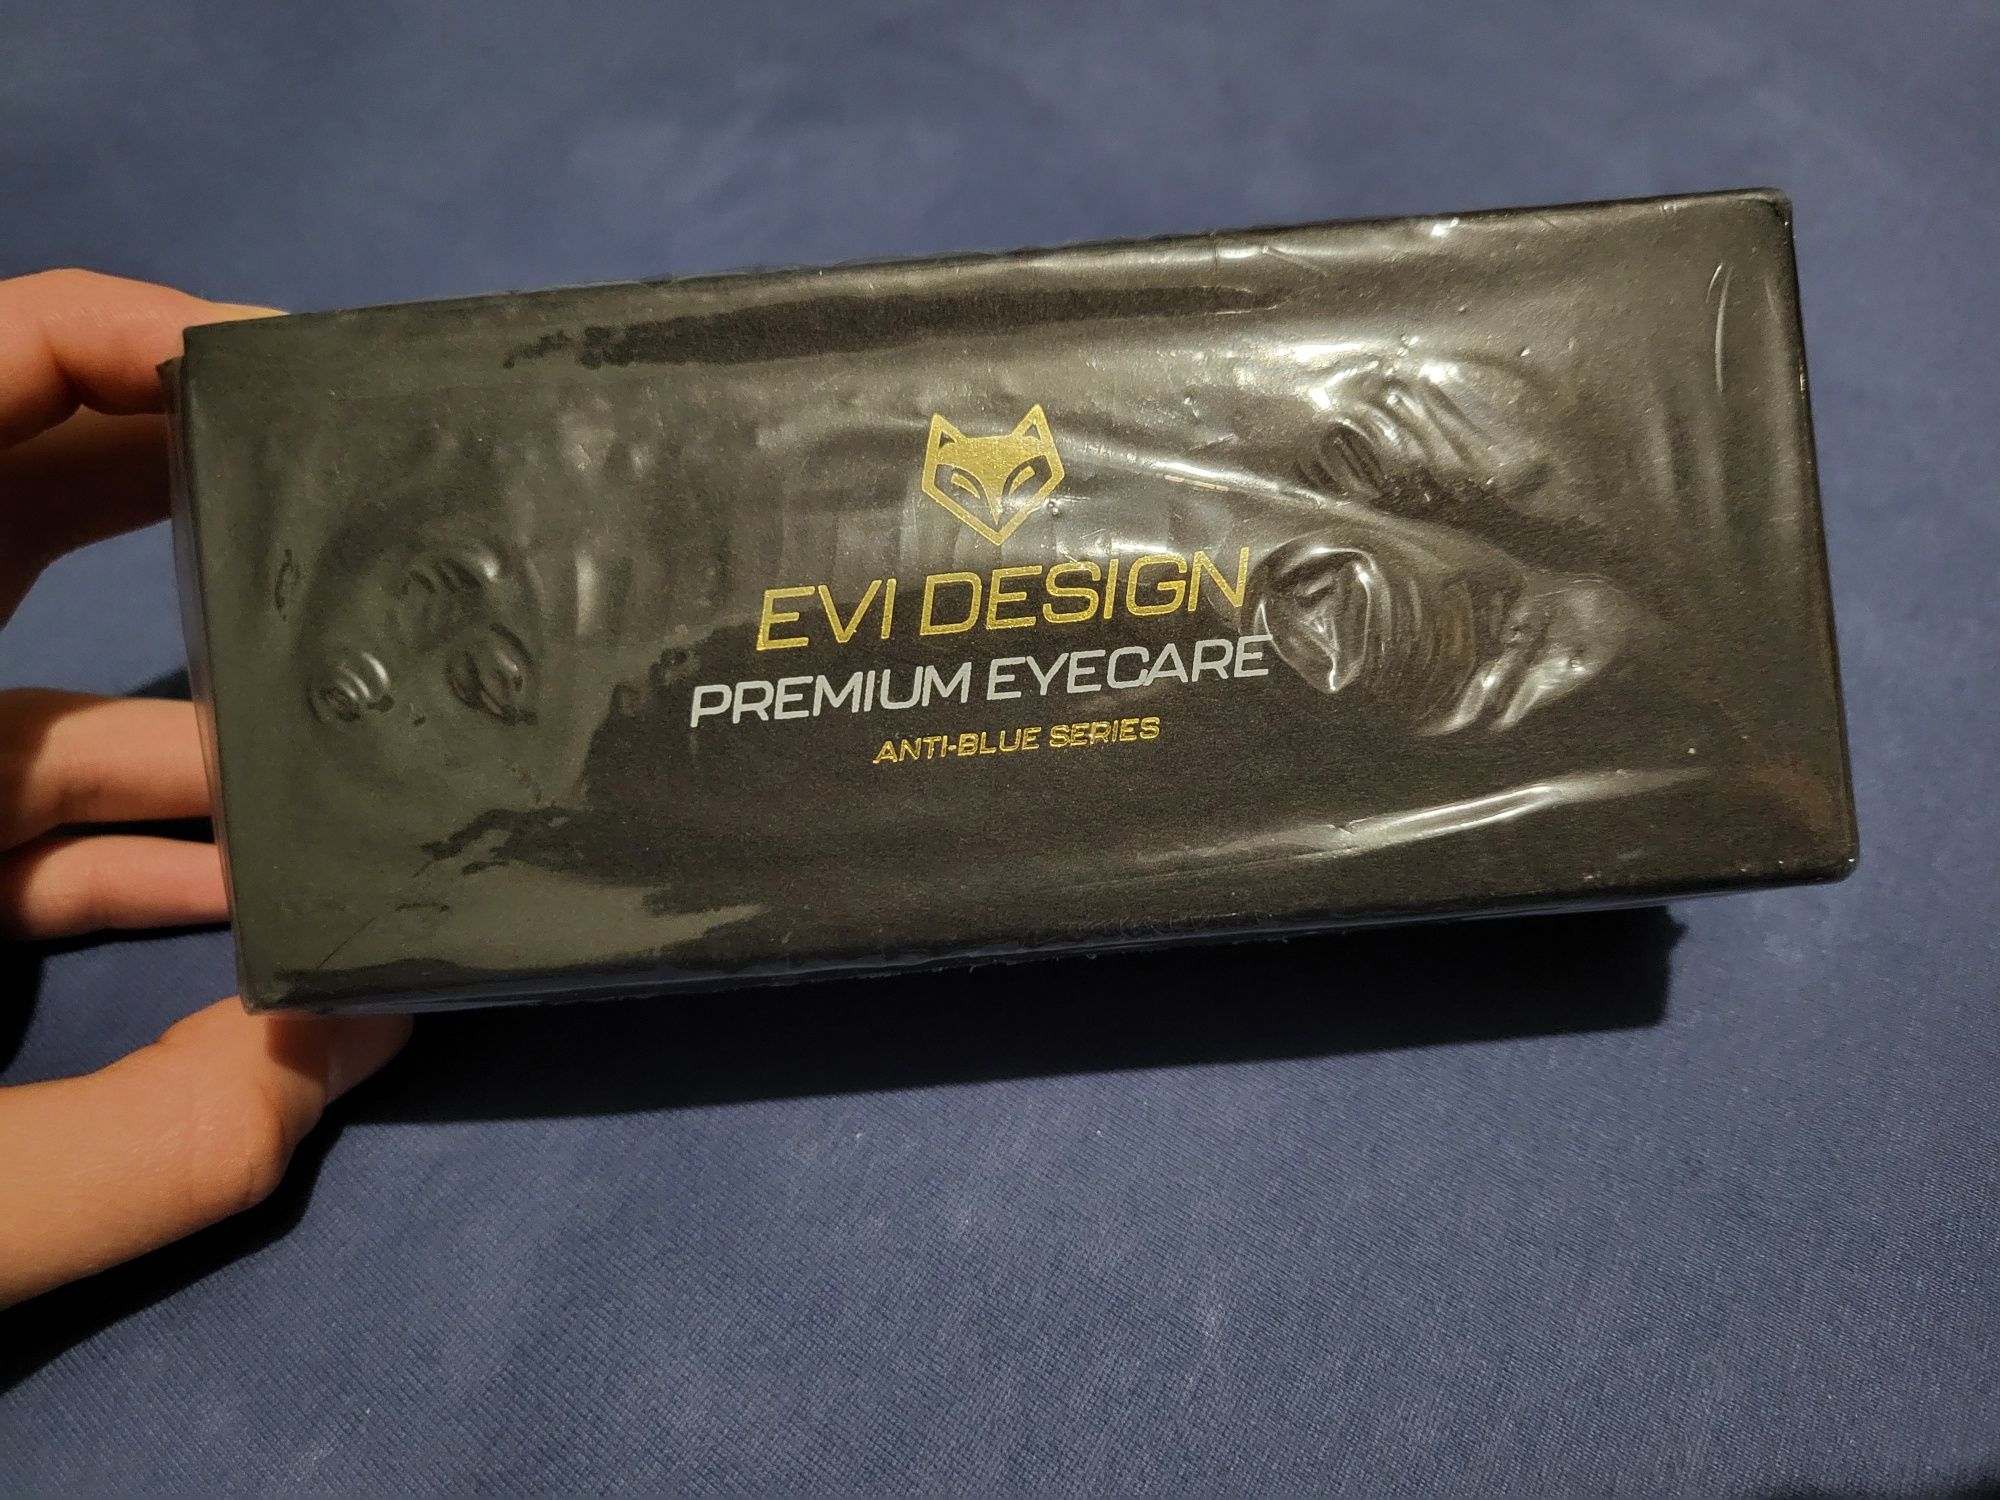 EVI DESIGN
PREMIUM EYECARE
ANTI-BLUE SERIES